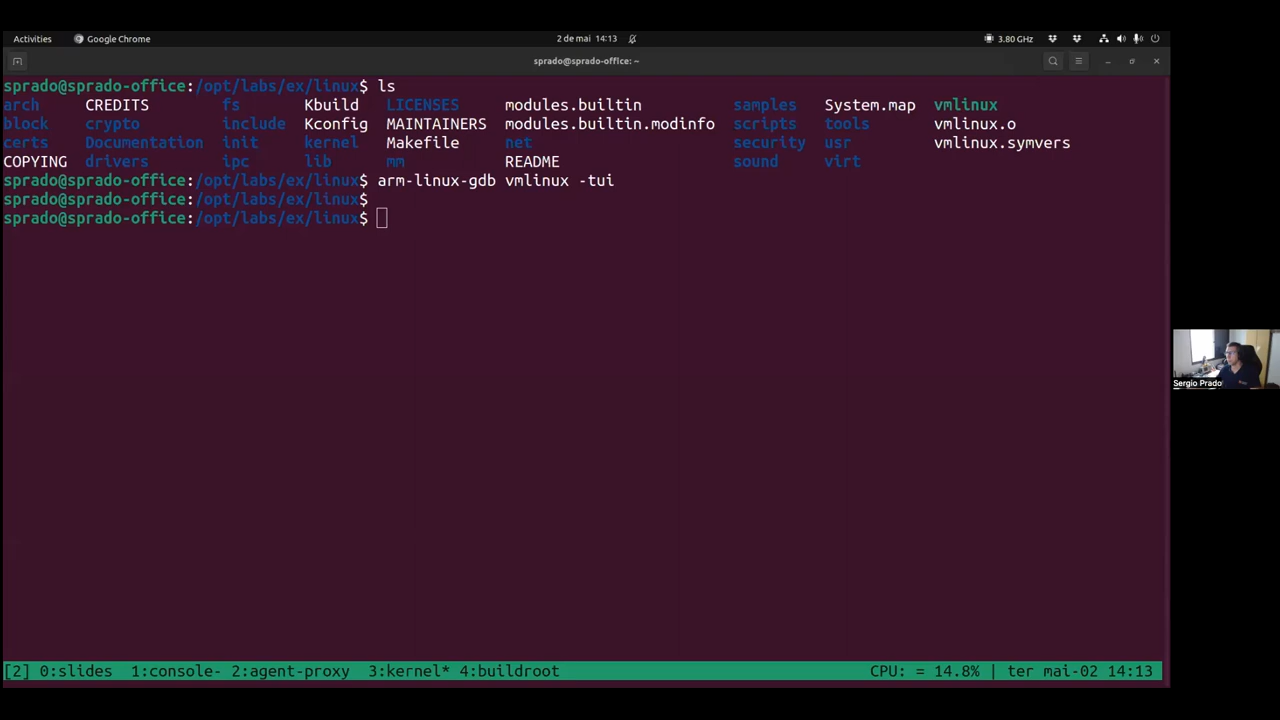 Activities Google Chrome 2 de mai 14:13 3.80 GHz
sprado@sprado-office: ~
sprado@sprado-office:/opt/labs/ex/linux$ ls
arch CREDITS fs Kbuild LICENSES modules.builtin samples System.map vmlinux
block crypto include Kconfig MAINTAINERS modules.builtin.modinfo scripts tools vmlinux.o
certs Documentation init kernel Makefile net security usr vmlinux.symvers
COPYING drivers ipc lib mm README sound virt
sprado@sprado-office:/opt/labs/ex/linux$ arm-linux-gdb vmlinux -tui
sprado@sprado-office:/opt/labs/ex/linux$
sprado@sprado-office:/opt/labs/ex/linux$
Sergio Prado
[2] 0:slides 1:console- 2:agent-proxy 3:kernel* 4:buildroot CPU: = 14.8% | ter mai-02 14:13